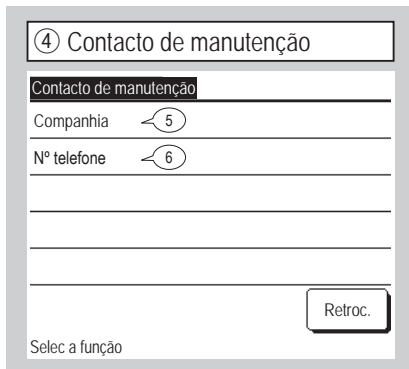 ④ Contacto de manutenção
Contacto de manutenção
Companhia 5
Nº telefone 6
Retroc.
Selec a função